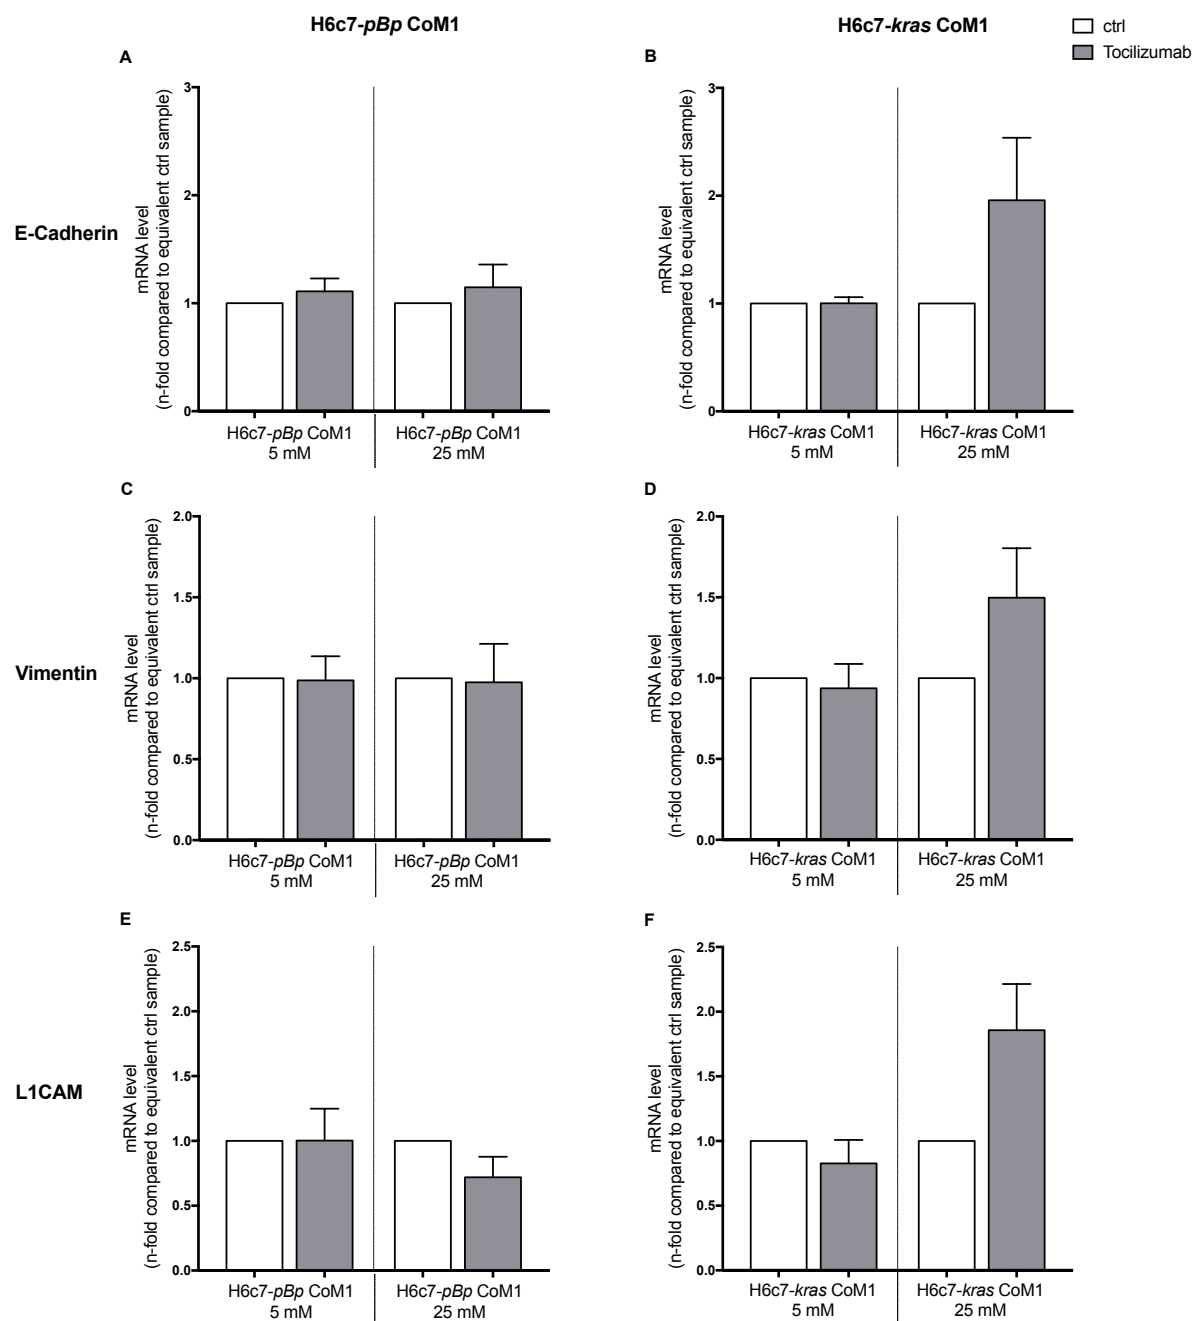 H6c7-pBp CoM1
H6c7-kras CoM1
ctrl
Tocilizumab
A
B
E-Cadherin
mRNA level
(n-fold compared to equivalent ctrl sample)
3
2
1
0
H6c7-pBp CoM1
5 mM
H6c7-pBp CoM1
25 mM
mRNA level
(n-fold compared to equivalent ctrl sample)
3
2
1
0
H6c7-kras CoM1
5 mM
H6c7-kras CoM1
25 mM
C
D
Vimentin
mRNA level
(n-fold compared to equivalent ctrl sample)
2.0
1.5
1.0
0.5
0.0
H6c7-pBp CoM1
5 mM
H6c7-pBp CoM1
25 mM
mRNA level
(n-fold compared to equivalent ctrl sample)
2.0
1.5
1.0
0.5
0.0
H6c7-kras CoM1
5 mM
H6c7-kras CoM1
25 mM
E
F
L1CAM
mRNA level
(n-fold compared to equivalent ctrl sample)
2.5
2.0
1.5
1.0
0.5
0.0
H6c7-pBp CoM1
5 mM
H6c7-pBp CoM1
25 mM
mRNA level
(n-fold compared to equivalent ctrl sample)
2.5
2.0
1.5
1.0
0.5
0.0
H6c7-kras CoM1
5 mM
H6c7-kras CoM1
25 mM